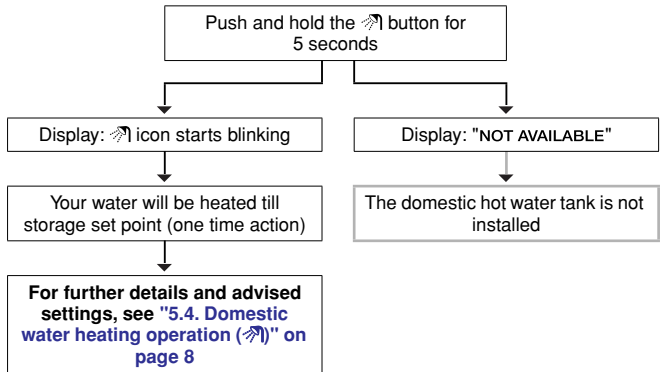 Push and hold the button for
5 seconds
Display: icon starts blinking
Display: "NOT AVAILABLE"
Your water will be heated till
storage set point (one time action)
The domestic hot water tank is not
installed
For further details and advised
settings, see "5.4. Domestic
water heating operation ( )" on
page 8